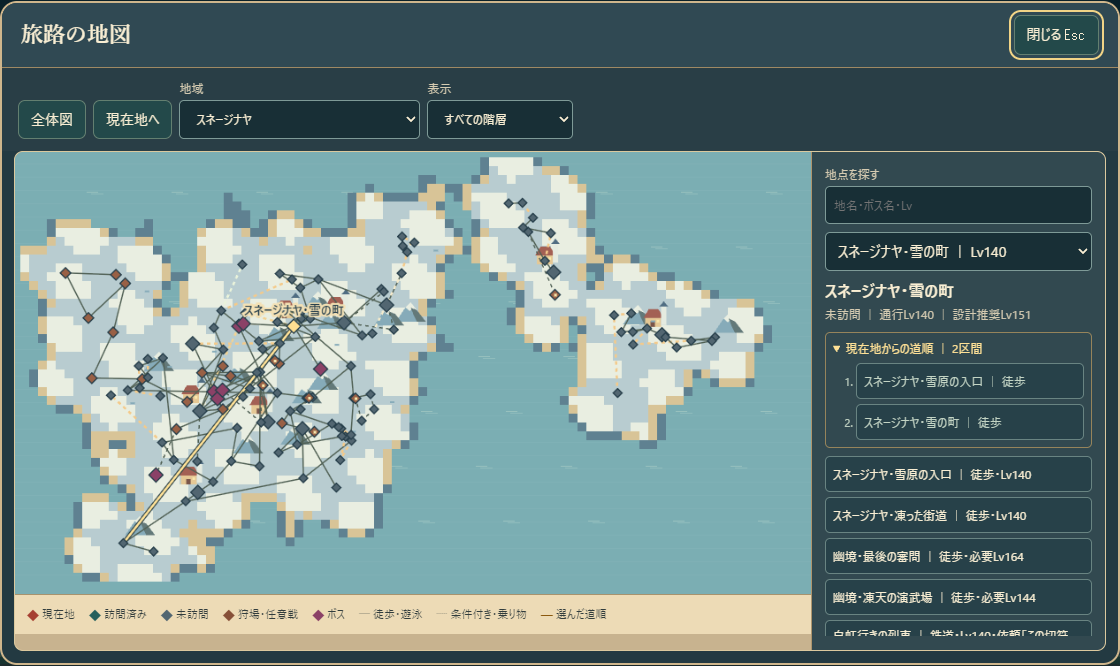 旅路の地図
閉じる Esc
地域
表示
全体図
現在地へ
スネージナヤ
すべての階層
地点を探す
地名・ボス名・Lv
スネージナヤ・雪の町 | Lv140
スネージナヤ・雪の町
未訪問 | 通行Lv140 | 設計推奨Lv151
▼ 現在地からの道順 | 2区間
1. スネージナヤ・雪原の入口 | 徒歩
2. スネージナヤ・雪の町 | 徒歩
スネージナヤ・雪原の入口 | 徒歩・Lv140
スネージナヤ・凍った街道 | 徒歩・Lv140
幽境・最後の審問 | 徒歩・必要Lv164
幽境・凍天の演武場 | 徒歩・必要Lv144
スネージナヤ・雪の町
現在地
訪問済み
未訪問
狩場・任意戦
ボス
徒歩・遊泳
条件付き・乗り物
選んだ道順